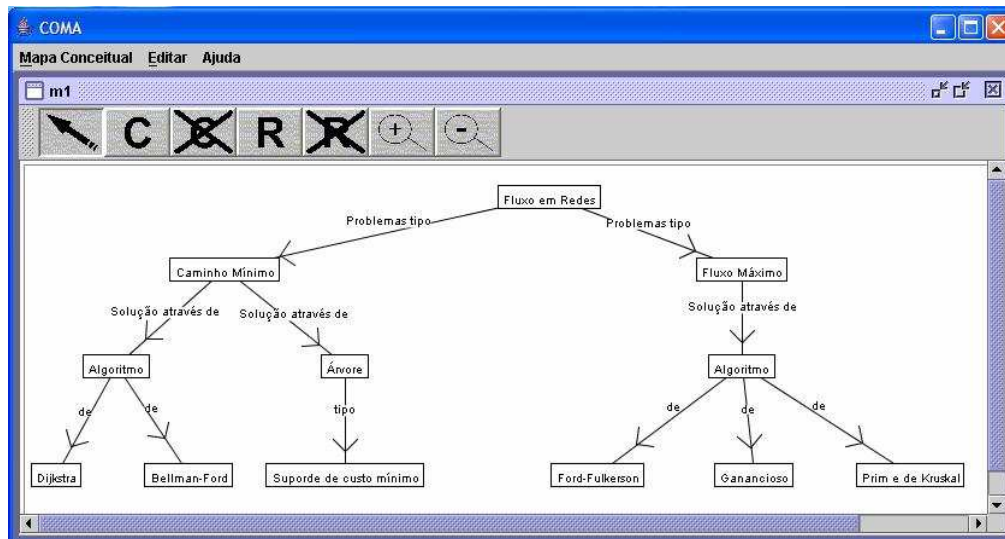 COMA
Mapa Conceitual Editar Ajuda
m1
C C R R + -
Fluxo em Redes
Problemas tipo Problemas tipo
Caminho Mínimo Fluxo Máximo
Solução através de Solução através de Solução através de
Algoritmo Árvore Algoritmo
de de tipo de de de
Dijkstra Bellman-Ford Suporde de custo mínimo Ford-Fulkerson Ganancioso Prim e de Kruskal